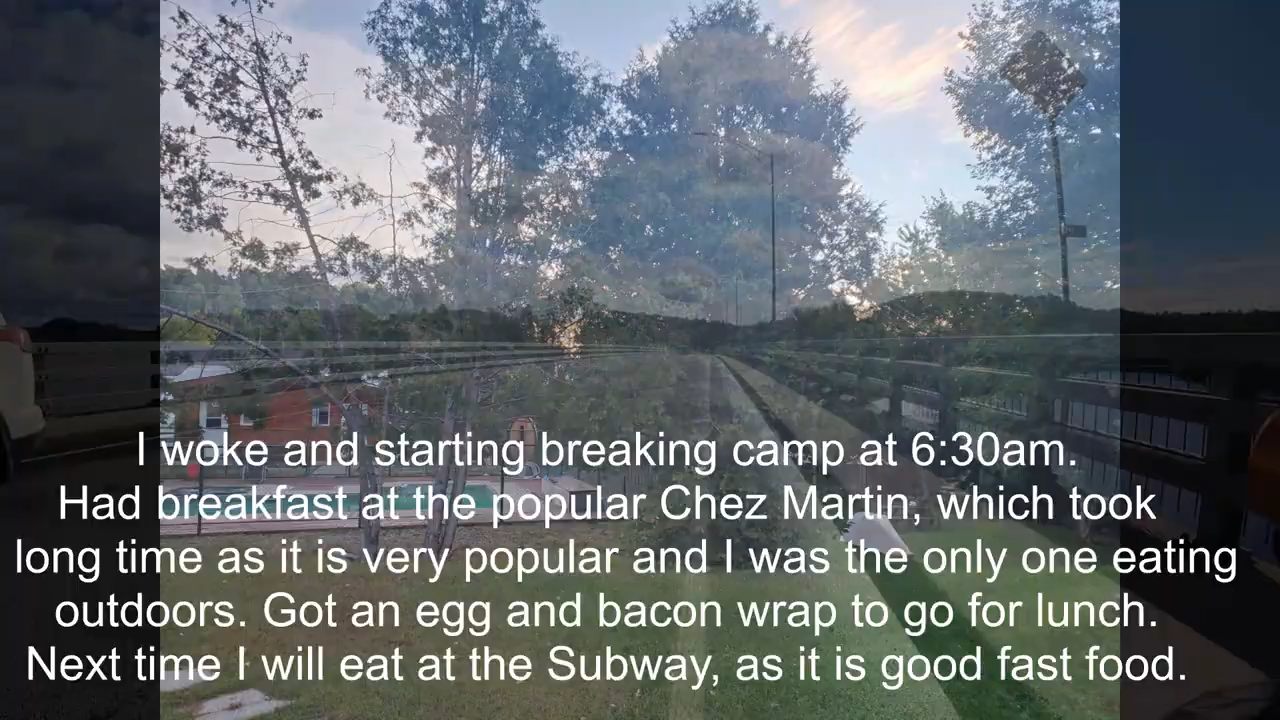 I woke and starting breaking camp at 6:30am.
Had breakfast at the popular Chez Martin, which took
long time as it is very popular and I was the only one eating
outdoors. Got an egg and bacon wrap to go for lunch.
Next time I will eat at the Subway, as it is good fast food.